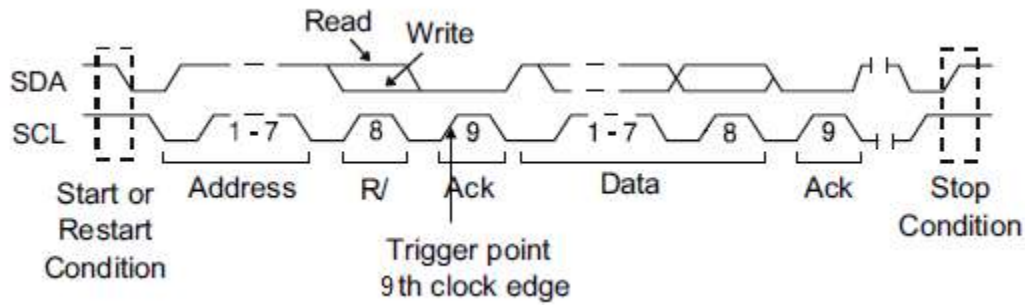 Read
Write
SDA
SCL
1 - 7
8
9
1 - 7
8
9
Address
R/
Ack
Data
Ack
Start or
Restart
Condition
Stop
Condition
Trigger point
9th clock edge